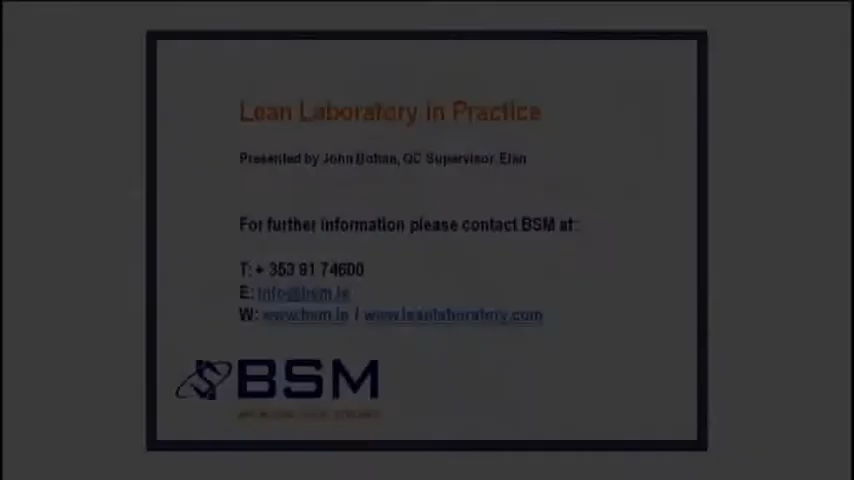 Lean Laboratory in Practice
Presented by John Bohan, QC Supervisor Elan
For further information please contact BSM at:
T: + 353 91 74600
E: info@bsm.ie
W: www.bsm.ie / www.leanlaboratory.com
BSM